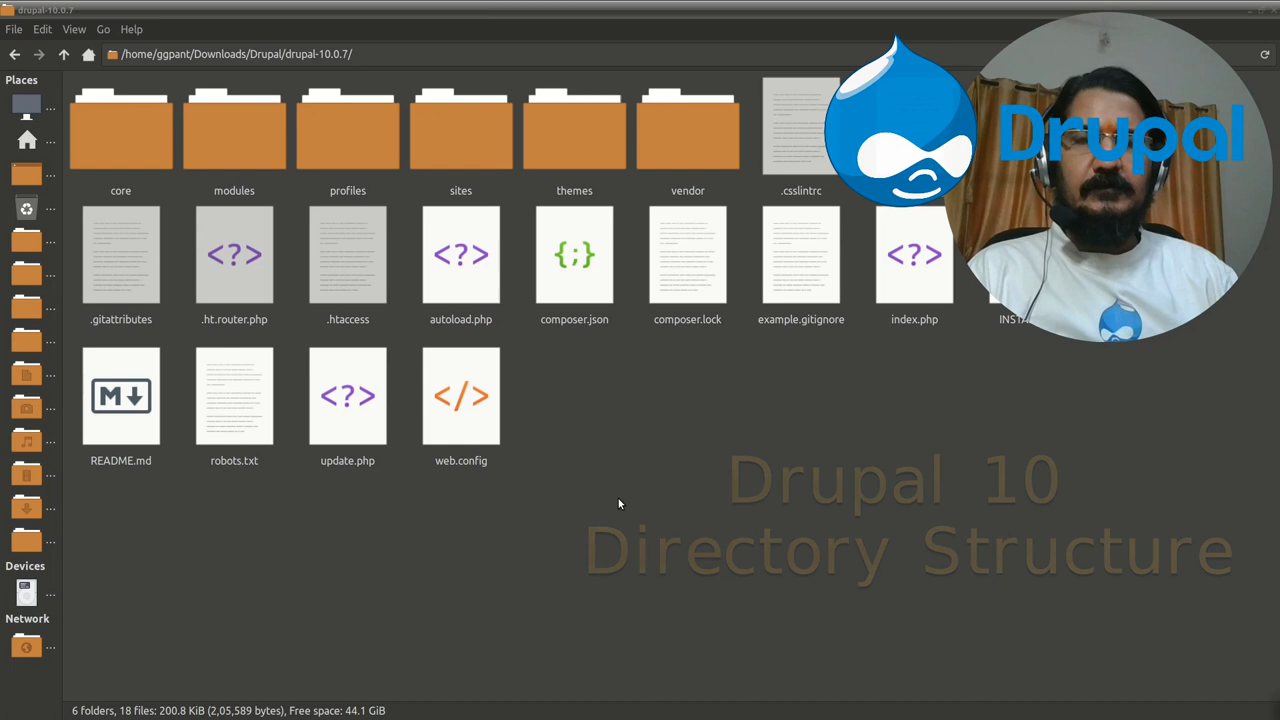 drupal-10.0.7
File Edit View Go Help
/home/ggpant/Downloads/Drupal/drupal-10.0.7/
Places
Drupal
core modules profiles sites themes vendor .csslintrc
<?> <?> {;} <?>
.gitattributes .ht.router.php .htaccess autoload.php composer.json composer.lock example.gitignore index.php INSTA
M <?> </>
README.md robots.txt update.php web.config
Drupal 10
Directory Structure
Devices
Network
6 folders, 18 files: 200.8 KiB (2,05,589 bytes), Free space: 44.1 GiB